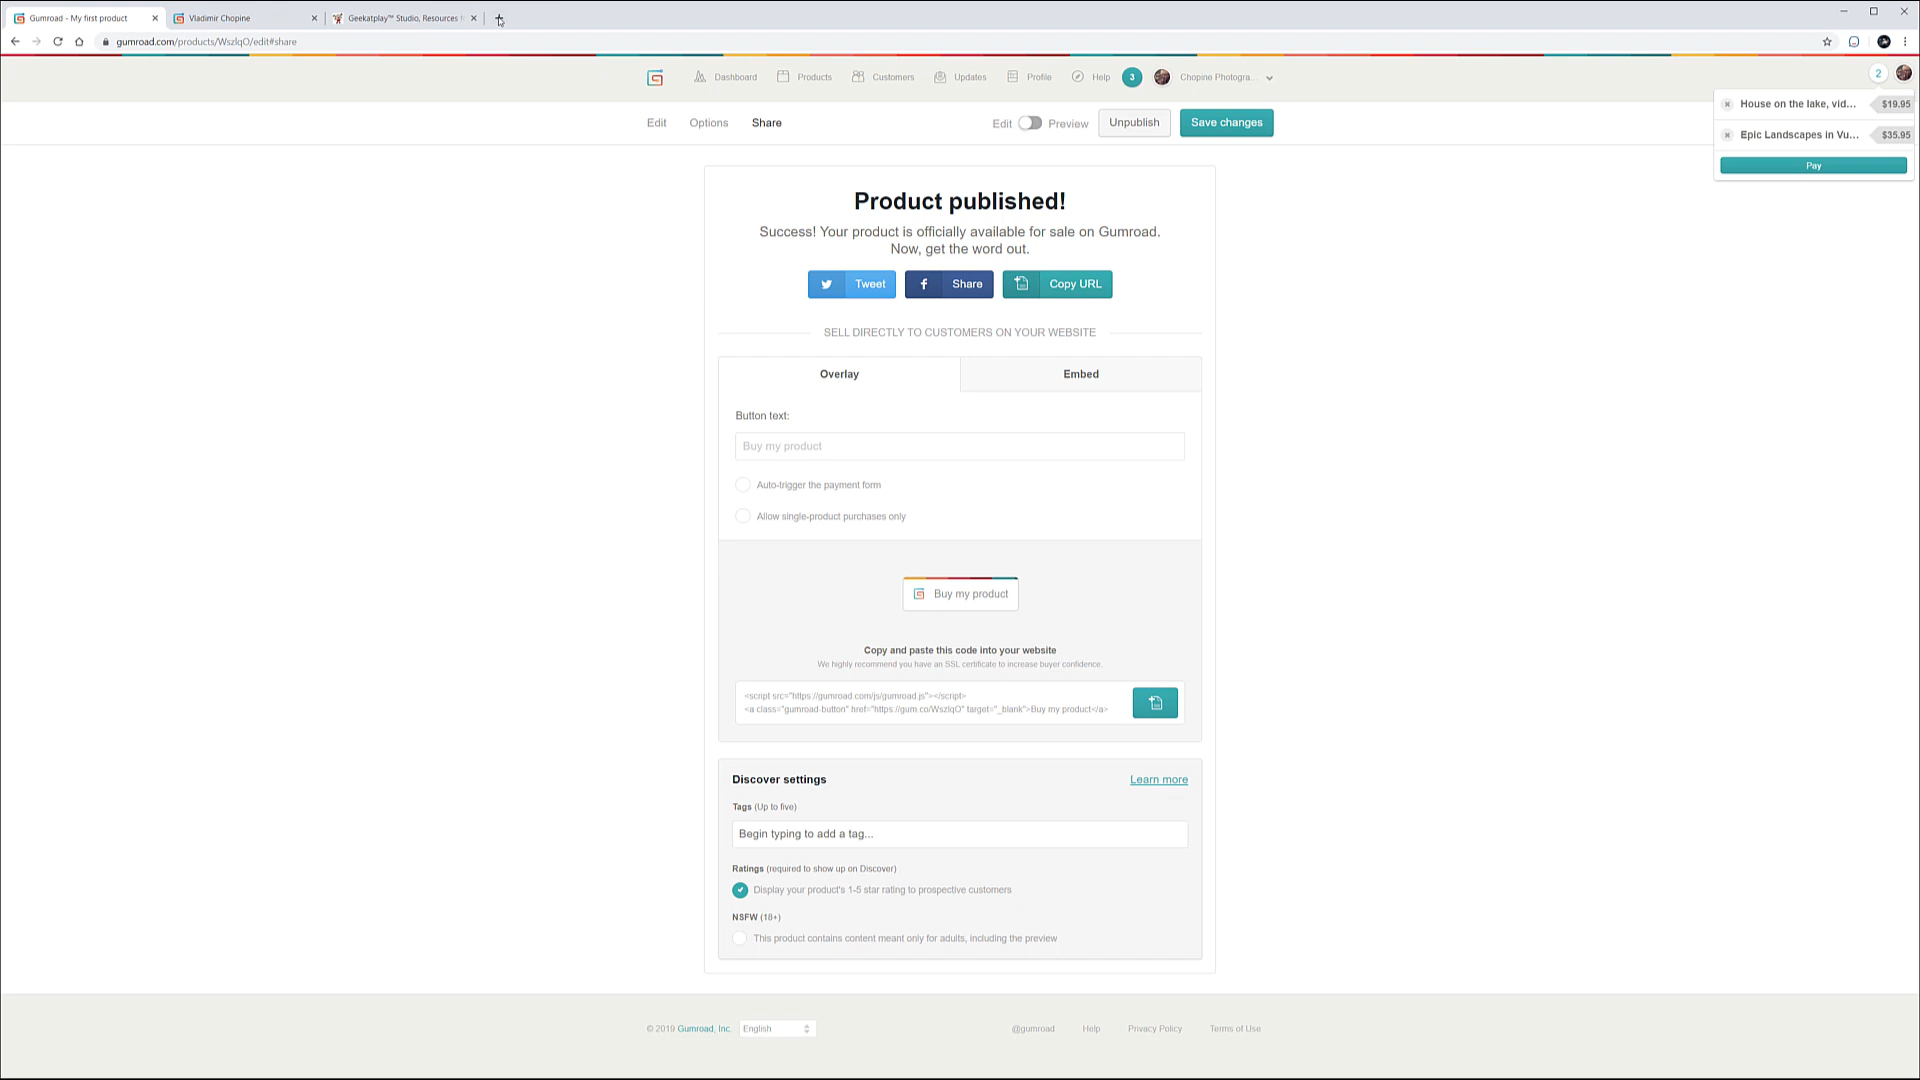 Gumroad - My first product
Vladimir Chopine
Geekatplay™ Studio, Resources
gumroad.com/products/WszlqO/edit#share
Dashboard
Products
Customers
Updates
Profile
Help
3
Chopine Photogra...
2
House on the lake, vid...
$19.95
Epic Landscapes in Vu...
$35.95
Pay
Edit
Options
Share
Edit
Preview
Unpublish
Save changes
Product published!
Success! Your product is officially available for sale on Gumroad.
Now, get the word out.
Tweet
Share
Copy URL
SELL DIRECTLY TO CUSTOMERS ON YOUR WEBSITE
Overlay
Embed
Button text:
Buy my product
Auto-trigger the payment form
Allow single-product purchases only
Buy my product
Copy and paste this code into your website
We highly recommend you have an SSL certificate to increase buyer confidence.
<script src="https://gumroad.com/js/gumroad.js"></script>
<a class="gumroad-button" href="https://gum.co/WszlqO" target="_blank">Buy my product</a>
Discover settings
Learn more
Tags (Up to five)
Begin typing to add a tag...
Ratings (required to show up on Discover)
Display your product's 1-5 star rating to prospective customers
NSFW (18+)
This product contains content meant only for adults, including the preview
© 2019 Gumroad, Inc.
English
@gumroad
Help
Privacy Policy
Terms of Use